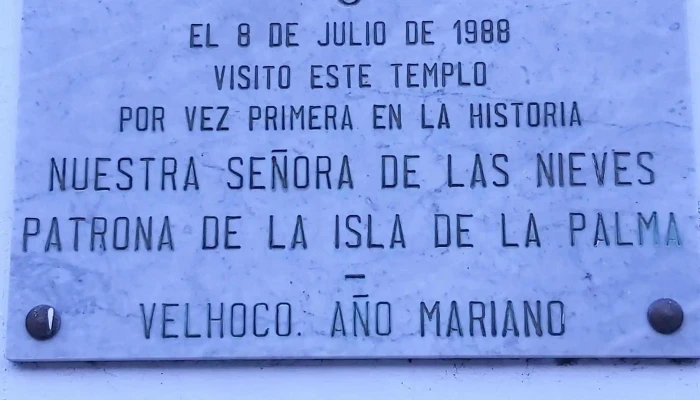 EL 8 DE JULIO DE 1988
VISITO ESTE TEMPLO
POR VEZ PRIMERA EN LA HISTORIA
NUESTRA SEÑORA DE LAS NIEVES
PATRONA DE LA ISLA DE LA PALMA
–
VELHOCO. AÑO MARIANO